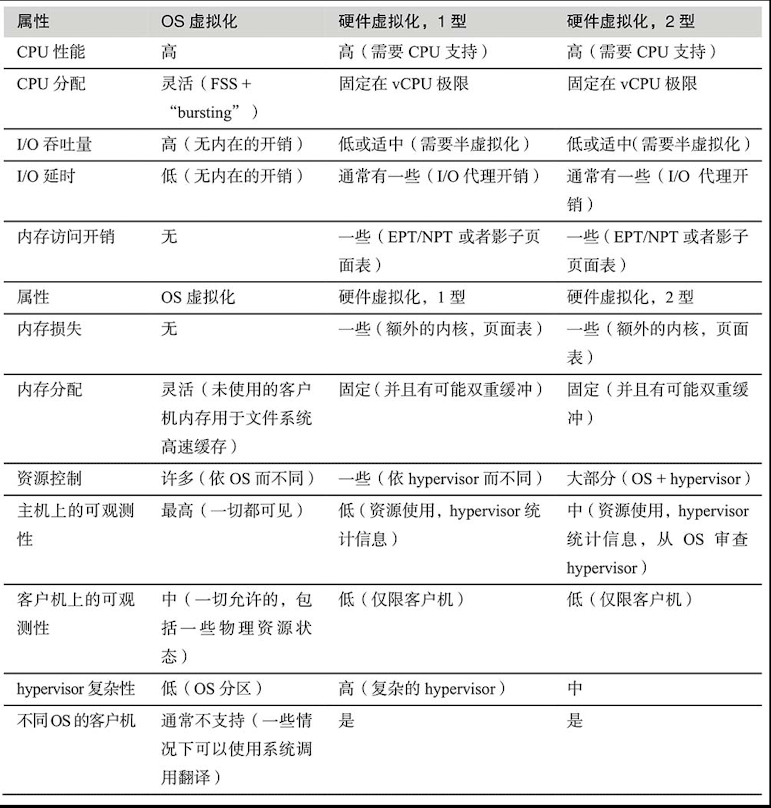 属性 OS 虚拟化 硬件虚拟化，1 型 硬件虚拟化，2 型
CPU 性能 高 高（需要 CPU 支持） 高（需要 CPU 支持）
CPU 分配 灵活（FSS + 固定在 vCPU 极限 固定在 vCPU 极限
“bursting”）
I/O 吞吐量 高（无内在的开销） 低或适中（需要半虚拟化） 低或适中（需要半虚拟化）
I/O 延时 低（无内在的开销） 通常有一些（I/O 代理开销） 通常有一些（I/O 代理开
销）
内存访问开销 无 一些（EPT/NPT 或者影子页 一些（EPT/NPT 或者影子
面表） 页面表）
属性 OS 虚拟化 硬件虚拟化，1 型 硬件虚拟化，2 型
内存损失 无 一些（额外的内核，页面表） 一些（额外的内核，页面
表）
内存分配 灵活（未使用的客户 固定（并且有可能双重缓冲） 固定（并且有可能双重缓
机内存用于文件系统 冲）
高速缓存）
资源控制 许多（依 OS 而不同） 一些（依 hypervisor 而不同） 大部分（OS + hypervisor）
主机上的可观测 最高（一切都可见） 低（资源使用，hypervisor 统 中（资源使用，hypervisor
性 计信息） 统计信息，从 OS 审查
hypervisor）
客户机上的可观 中（一切允许的，包 低（仅限客户机） 低（仅限客户机）
测性 括一些物理资源状
态）
hypervisor 复杂性 低（OS 分区） 高（复杂的 hypervisor） 中
不同 OS 的客户机 通常不支持（一些情 是 是
况下可以使用系统调
用翻译）